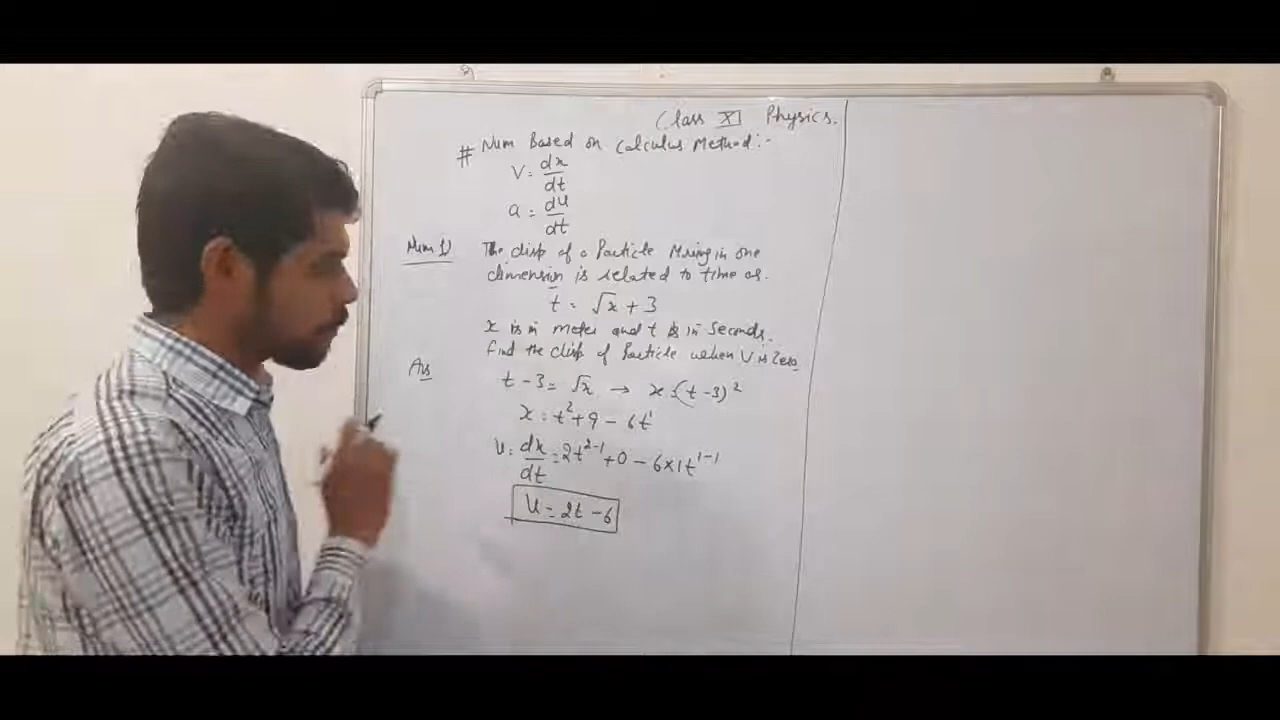 Class XI Physics.
# Num Based on Calculus Method:-
V = dx/dt
a = du/dt
Num 1) The disp of a Particle Moving in one
dimension is related to time as.
t = √x + 3
x is in meter and t is in Seconds.
find the disp of Particle when V is Zero
Ans t - 3 = √x → x = (t - 3)²
x = t² + 9 - 6t¹
U = dx/dt = 2t²⁻¹ + 0 - 6×1t¹⁻¹
U = 2t - 6